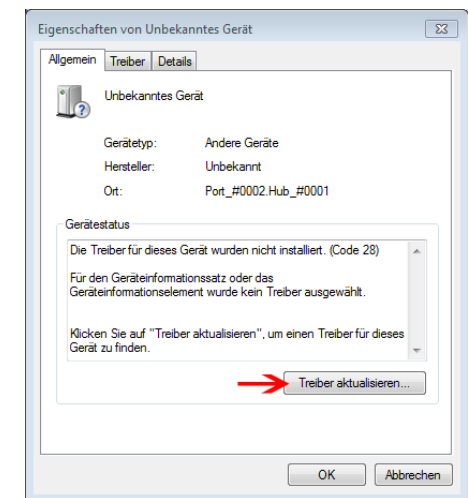 Eigenschaften von Unbekanntes Gerät
Allgemein Treiber Details
Unbekanntes Gerät
Gerätetyp: Andere Geräte
Hersteller: Unbekannt
Ort: Port_#0002.Hub_#0001
Gerätestatus
Die Treiber für dieses Gerät wurden nicht installiert. (Code 28)
Für den Geräteinformationssatz oder das
Geräteinformationselement wurde kein Treiber ausgewählt.
Klicken Sie auf "Treiber aktualisieren", um einen Treiber für dieses
Gerät zu finden.
Treiber aktualisieren...
OK Abbrechen